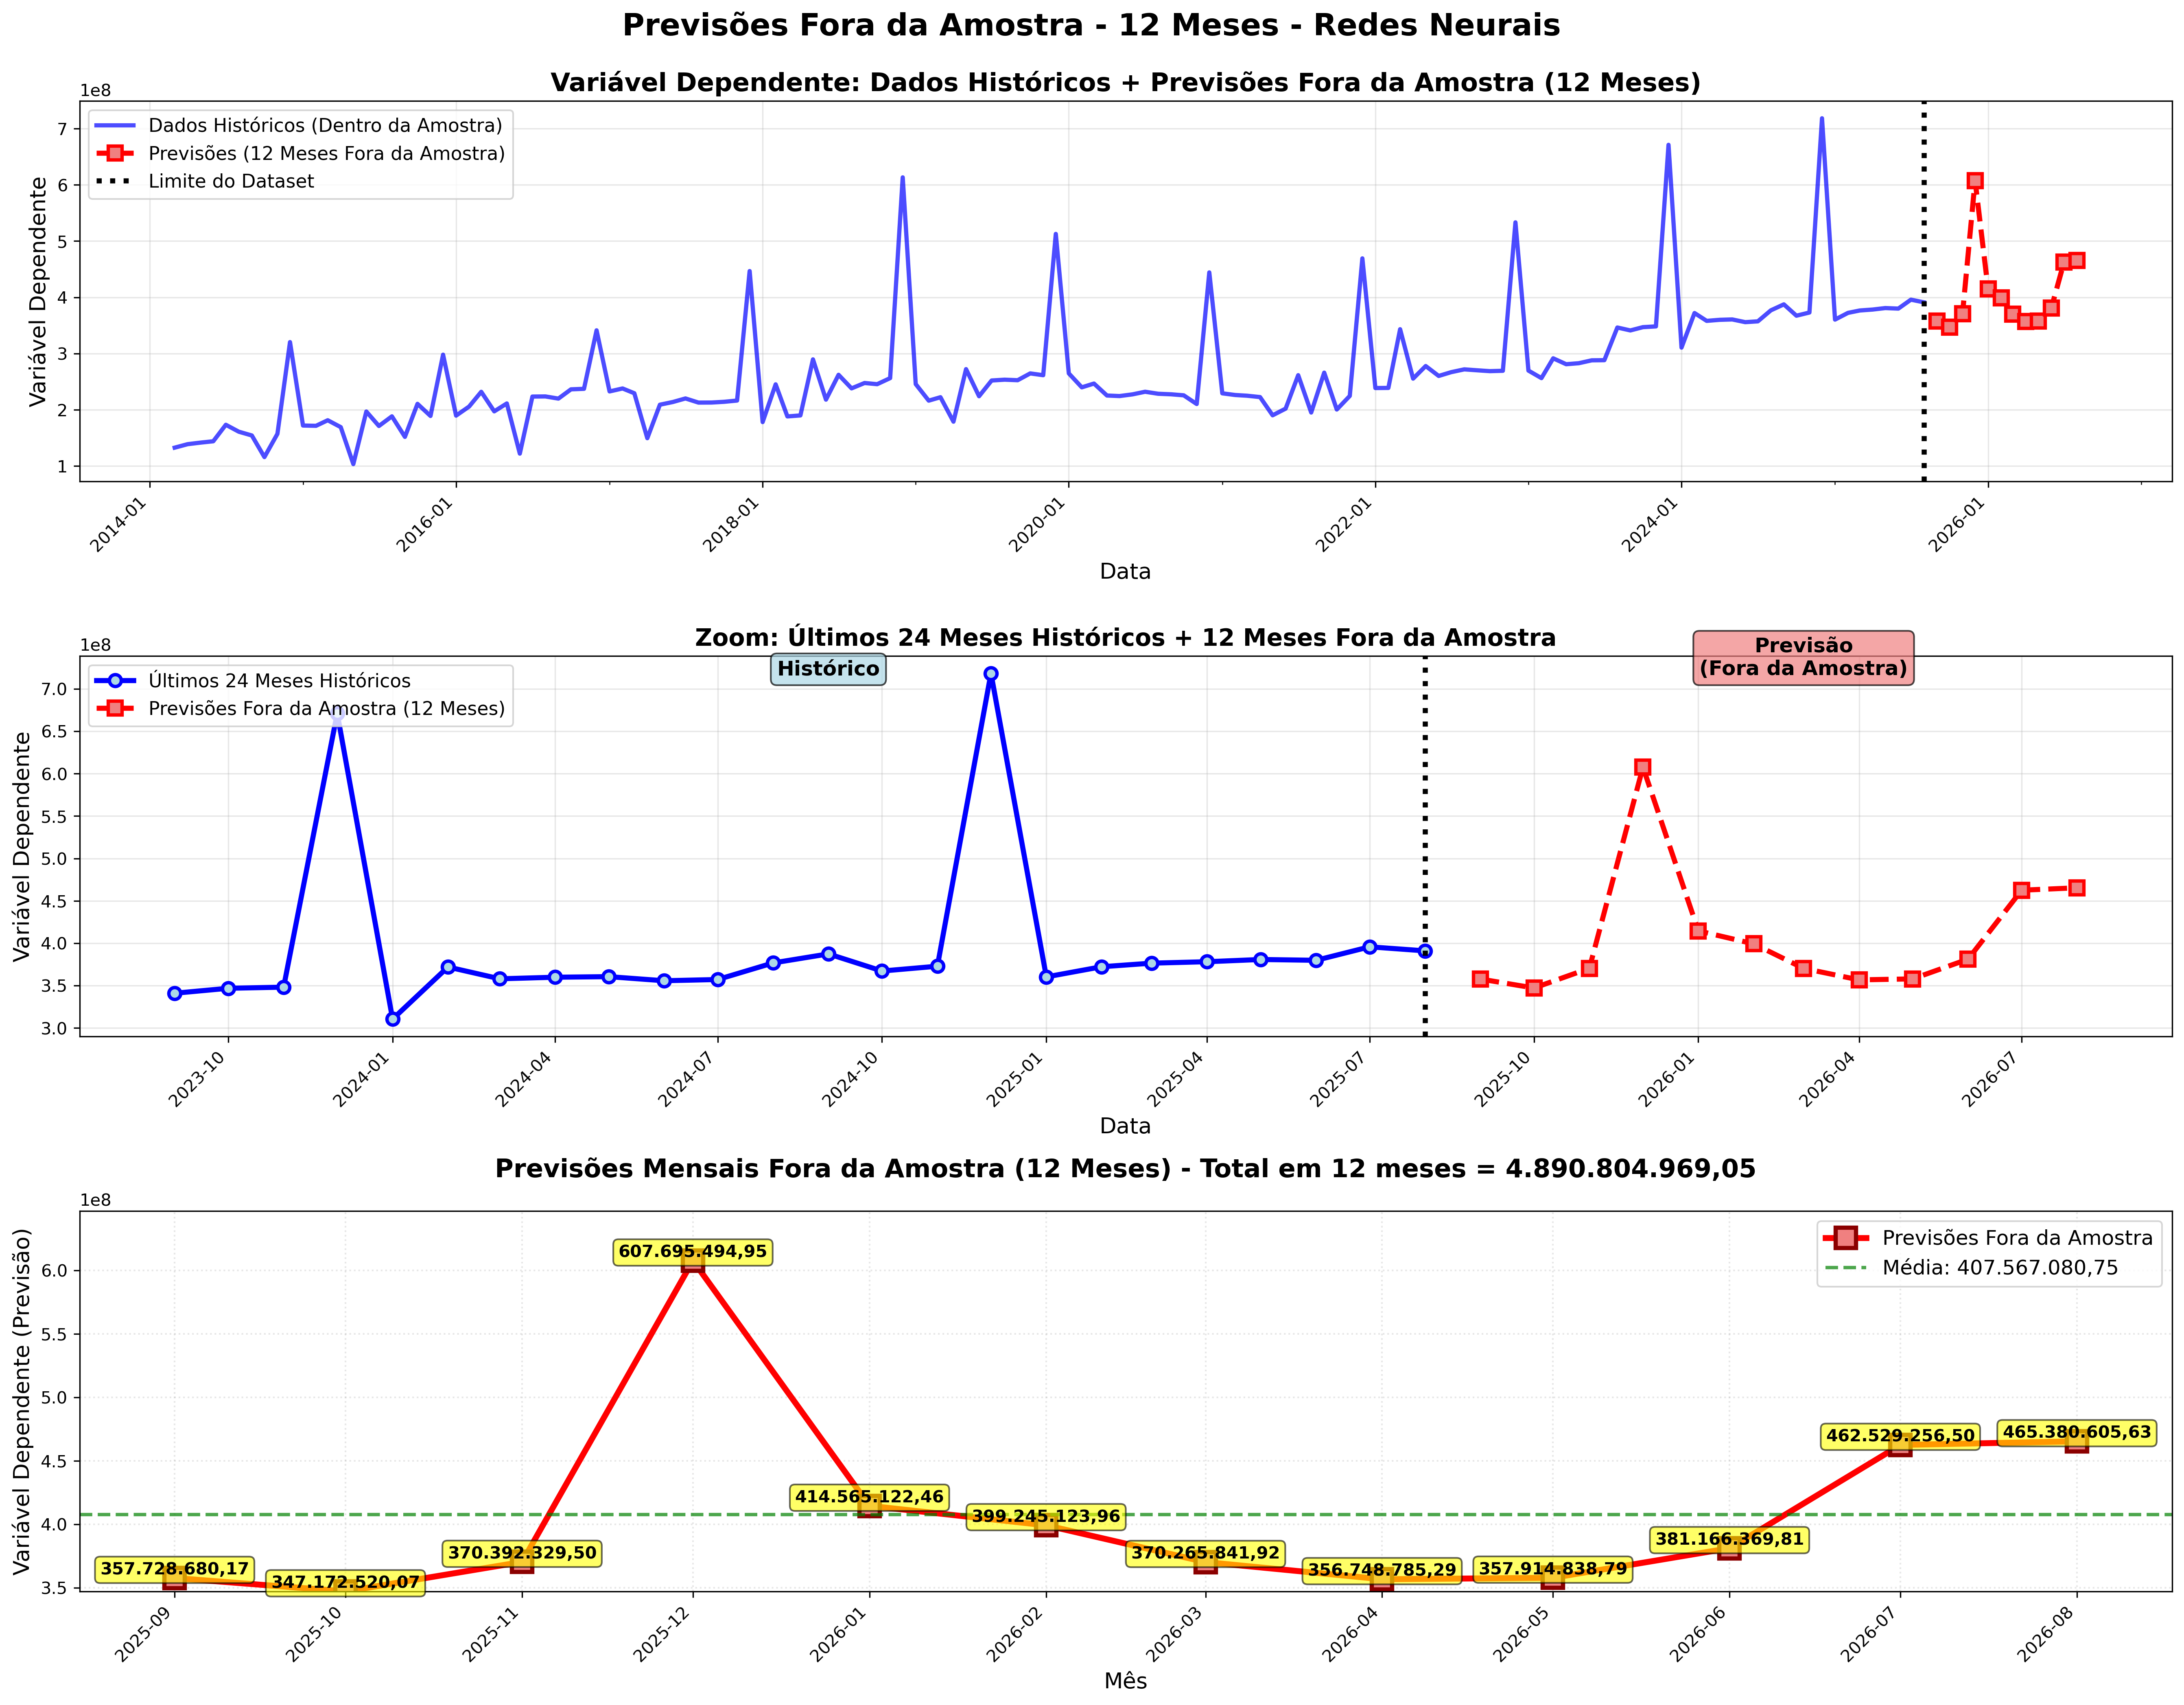 Previsões Fora da Amostra - 12 Meses - Redes Neurais
Variável Dependente: Dados Históricos + Previsões Fora da Amostra (12 Meses)
1e8
Dados Históricos (Dentro da Amostra)
Previsões (12 Meses Fora da Amostra)
Limite do Dataset
Variável Dependente
7
6
5
4
3
2
1
2014-01
2016-01
2018-01
2020-01
2022-01
2024-01
2026-01
Data
Zoom: Últimos 24 Meses Históricos + 12 Meses Fora da Amostra
1e8
Últimos 24 Meses Históricos
Previsões Fora da Amostra (12 Meses)
Histórico
Previsão
(Fora da Amostra)
Variável Dependente
7.0
6.5
6.0
5.5
5.0
4.5
4.0
3.5
3.0
2023-10
2024-01
2024-04
2024-07
2024-10
2025-01
2025-04
2025-07
2025-10
2026-01
2026-04
2026-07
Data
Previsões Mensais Fora da Amostra (12 Meses) - Total em 12 meses = 4.890.804.969,05
1e8
Previsões Fora da Amostra
Média: 407.567.080,75
Variável Dependente (Previsão)
6.0
5.5
5.0
4.5
4.0
3.5
357.728.680,17
347.172.520,07
370.392.329,50
607.695.494,95
414.565.122,46
399.245.123,96
370.265.841,92
356.748.785,29
357.914.838,79
381.166.369,81
462.529.256,50
465.380.605,63
2025-09
2025-10
2025-11
2025-12
2026-01
2026-02
2026-03
2026-04
2026-05
2026-06
2026-07
2026-08
Mês